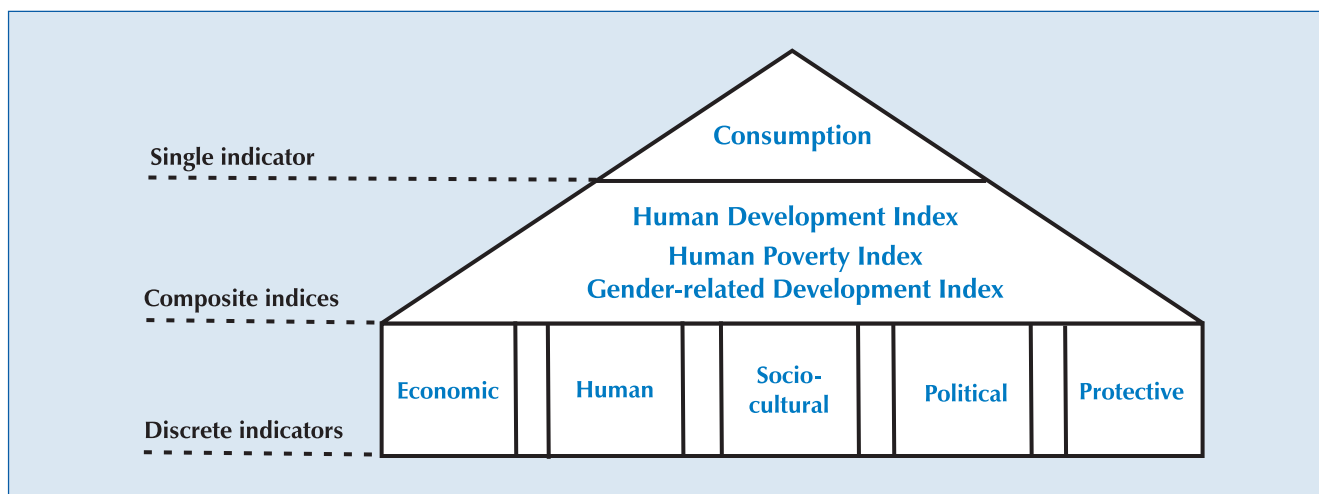 Consumption
Single indicator
Human Development Index
Human Poverty Index
Gender-related Development Index
Composite indices
Economic
Human
Socio-
cultural
Political
Protective
Discrete indicators